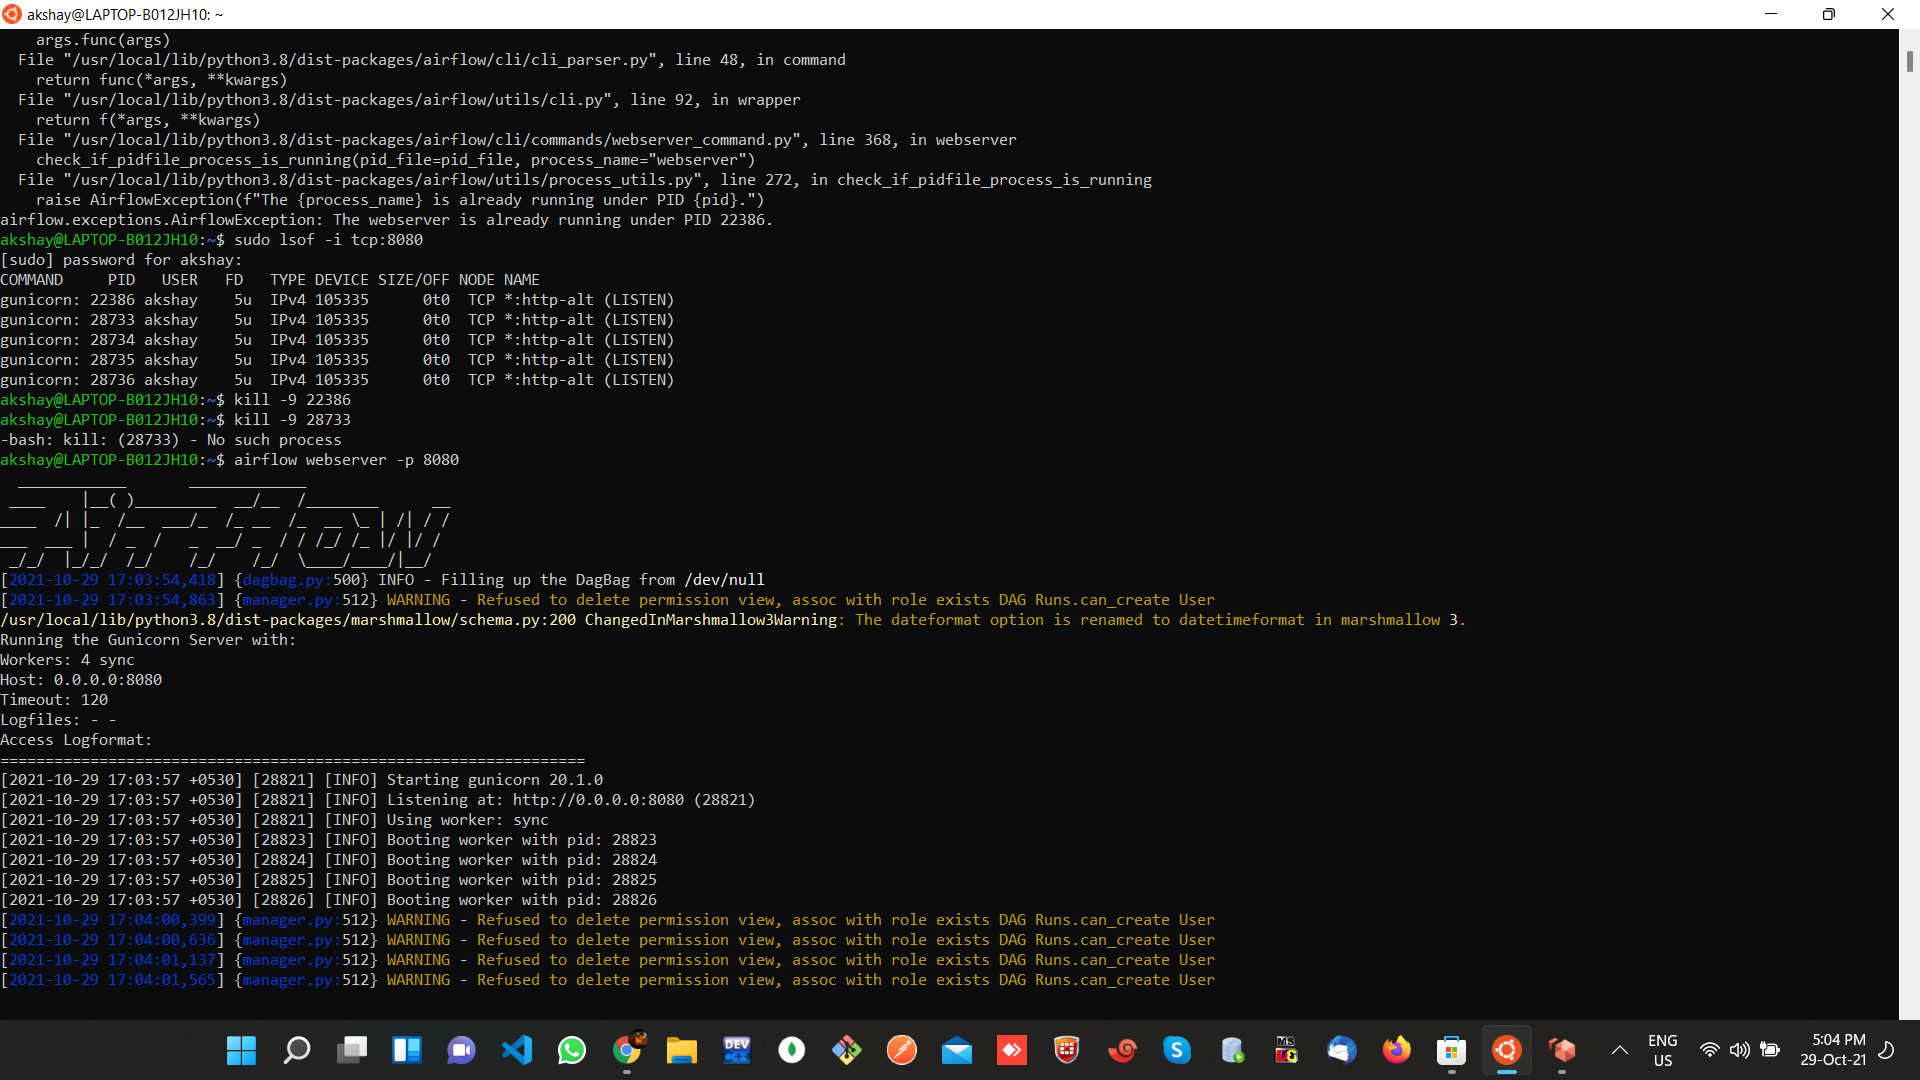 akshay@LAPTOP-B012JH10: ~
    args.func(args)
  File "/usr/local/lib/python3.8/dist-packages/airflow/cli/cli_parser.py", line 48, in command
    return func(*args, **kwargs)
  File "/usr/local/lib/python3.8/dist-packages/airflow/utils/cli.py", line 92, in wrapper
    return f(*args, **kwargs)
  File "/usr/local/lib/python3.8/dist-packages/airflow/cli/commands/webserver_command.py", line 368, in webserver
    check_if_pidfile_process_is_running(pid_file=pid_file, process_name="webserver")
  File "/usr/local/lib/python3.8/dist-packages/airflow/utils/process_utils.py", line 272, in check_if_pidfile_process_is_running
    raise AirflowException(f"The {process_name} is already running under PID {pid}.")
airflow.exceptions.AirflowException: The webserver is already running under PID 22386.
akshay@LAPTOP-B012JH10:~$ sudo lsof -i tcp:8080
[sudo] password for akshay:
COMMAND     PID   USER   FD   TYPE DEVICE SIZE/OFF NODE NAME
gunicorn: 22386 akshay    5u  IPv4 105335      0t0  TCP *:http-alt (LISTEN)
gunicorn: 28733 akshay    5u  IPv4 105335      0t0  TCP *:http-alt (LISTEN)
gunicorn: 28734 akshay    5u  IPv4 105335      0t0  TCP *:http-alt (LISTEN)
gunicorn: 28735 akshay    5u  IPv4 105335      0t0  TCP *:http-alt (LISTEN)
gunicorn: 28736 akshay    5u  IPv4 105335      0t0  TCP *:http-alt (LISTEN)
akshay@LAPTOP-B012JH10:~$ kill -9 22386
akshay@LAPTOP-B012JH10:~$ kill -9 28733
-bash: kill: (28733) - No such process
akshay@LAPTOP-B012JH10:~$ airflow webserver -p 8080
  ____________       _____________
 ____    |__( )_________  __/__  /________      __
____  /| |_  /__  ___/_  /_ __  /_  __ \_ | /| / /
___  ___ |  / _  /   _  __/ _  / / /_/ /_ |/ |/ /
 _/_/  |_/_/  /_/    /_/    /_/  \____/____/|__/
[2021-10-29 17:03:54,418] {dagbag.py:500} INFO - Filling up the DagBag from /dev/null
[2021-10-29 17:03:54,863] {manager.py:512} WARNING - Refused to delete permission view, assoc with role exists DAG Runs.can_create User
/usr/local/lib/python3.8/dist-packages/marshmallow/schema.py:200 ChangedInMarshmallow3Warning: The dateformat option is renamed to datetimeformat in marshmallow 3.
Running the Gunicorn Server with:
Workers: 4 sync
Host: 0.0.0.0:8080
Timeout: 120
Logfiles: - -
Access Logformat:
=================================================================
[2021-10-29 17:03:57 +0530] [28821] [INFO] Starting gunicorn 20.1.0
[2021-10-29 17:03:57 +0530] [28821] [INFO] Listening at: http://0.0.0.0:8080 (28821)
[2021-10-29 17:03:57 +0530] [28821] [INFO] Using worker: sync
[2021-10-29 17:03:57 +0530] [28823] [INFO] Booting worker with pid: 28823
[2021-10-29 17:03:57 +0530] [28824] [INFO] Booting worker with pid: 28824
[2021-10-29 17:03:57 +0530] [28825] [INFO] Booting worker with pid: 28825
[2021-10-29 17:03:57 +0530] [28826] [INFO] Booting worker with pid: 28826
[2021-10-29 17:04:00,399] {manager.py:512} WARNING - Refused to delete permission view, assoc with role exists DAG Runs.can_create User
[2021-10-29 17:04:00,636] {manager.py:512} WARNING - Refused to delete permission view, assoc with role exists DAG Runs.can_create User
[2021-10-29 17:04:01,137] {manager.py:512} WARNING - Refused to delete permission view, assoc with role exists DAG Runs.can_create User
[2021-10-29 17:04:01,565] {manager.py:512} WARNING - Refused to delete permission view, assoc with role exists DAG Runs.can_create User
DEV
S
MS
ENG
US
5:04 PM
29-Oct-21